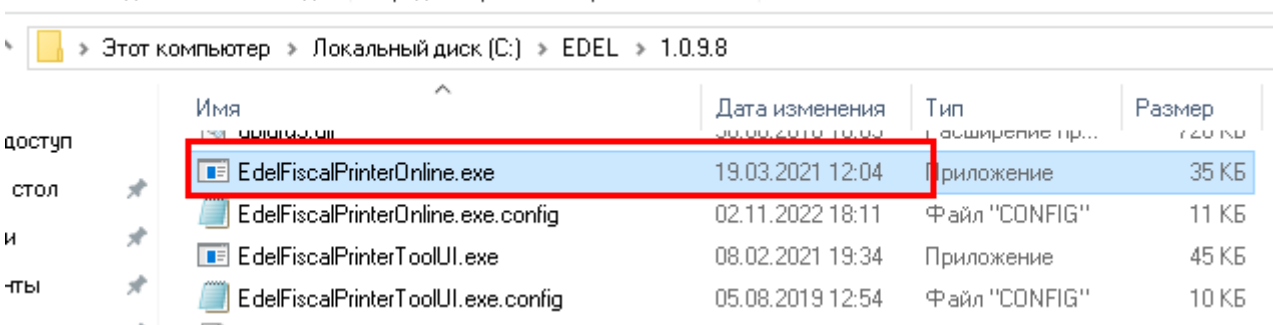 Этот компьютер > Локальный диск (C:) > EDEL > 1.0.9.8
Имя Дата изменения Тип Размер
доступ
EdelFiscalPrinterOnline.exe 19.03.2021 12:04 Приложение 35 КБ
стол
EdelFiscalPrinterOnline.exe.config 02.11.2022 18:11 Файл "CONFIG" 11 КБ
и
EdelFiscalPrinterToolUI.exe 08.02.2021 19:34 Приложение 45 КБ
нты
EdelFiscalPrinterToolUI.exe.config 05.08.2019 12:54 Файл "CONFIG" 10 КБ